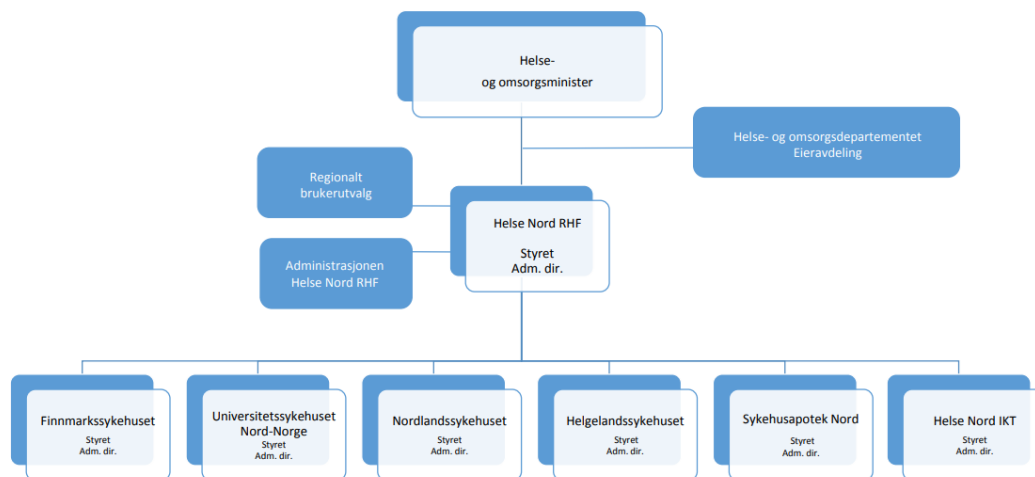 Helse-
og omsorgsminister
Helse- og omsorgsdepartementet
Eieravdeling
Regionalt
brukerutvalg
Helse Nord RHF
Styret
Adm. dir.
Administrasjonen
Helse Nord RHF
Finnmarkssykehuset
Styret
Adm. dir.
Universitetssykehuset
Nord-Norge
Styret
Adm. dir.
Nordlandssykehuset
Styret
Adm. dir.
Helgelandssykehuset
Styret
Adm. dir.
Sykehusapotek Nord
Styret
Adm. dir.
Helse Nord IKT
Styret
Adm. dir.